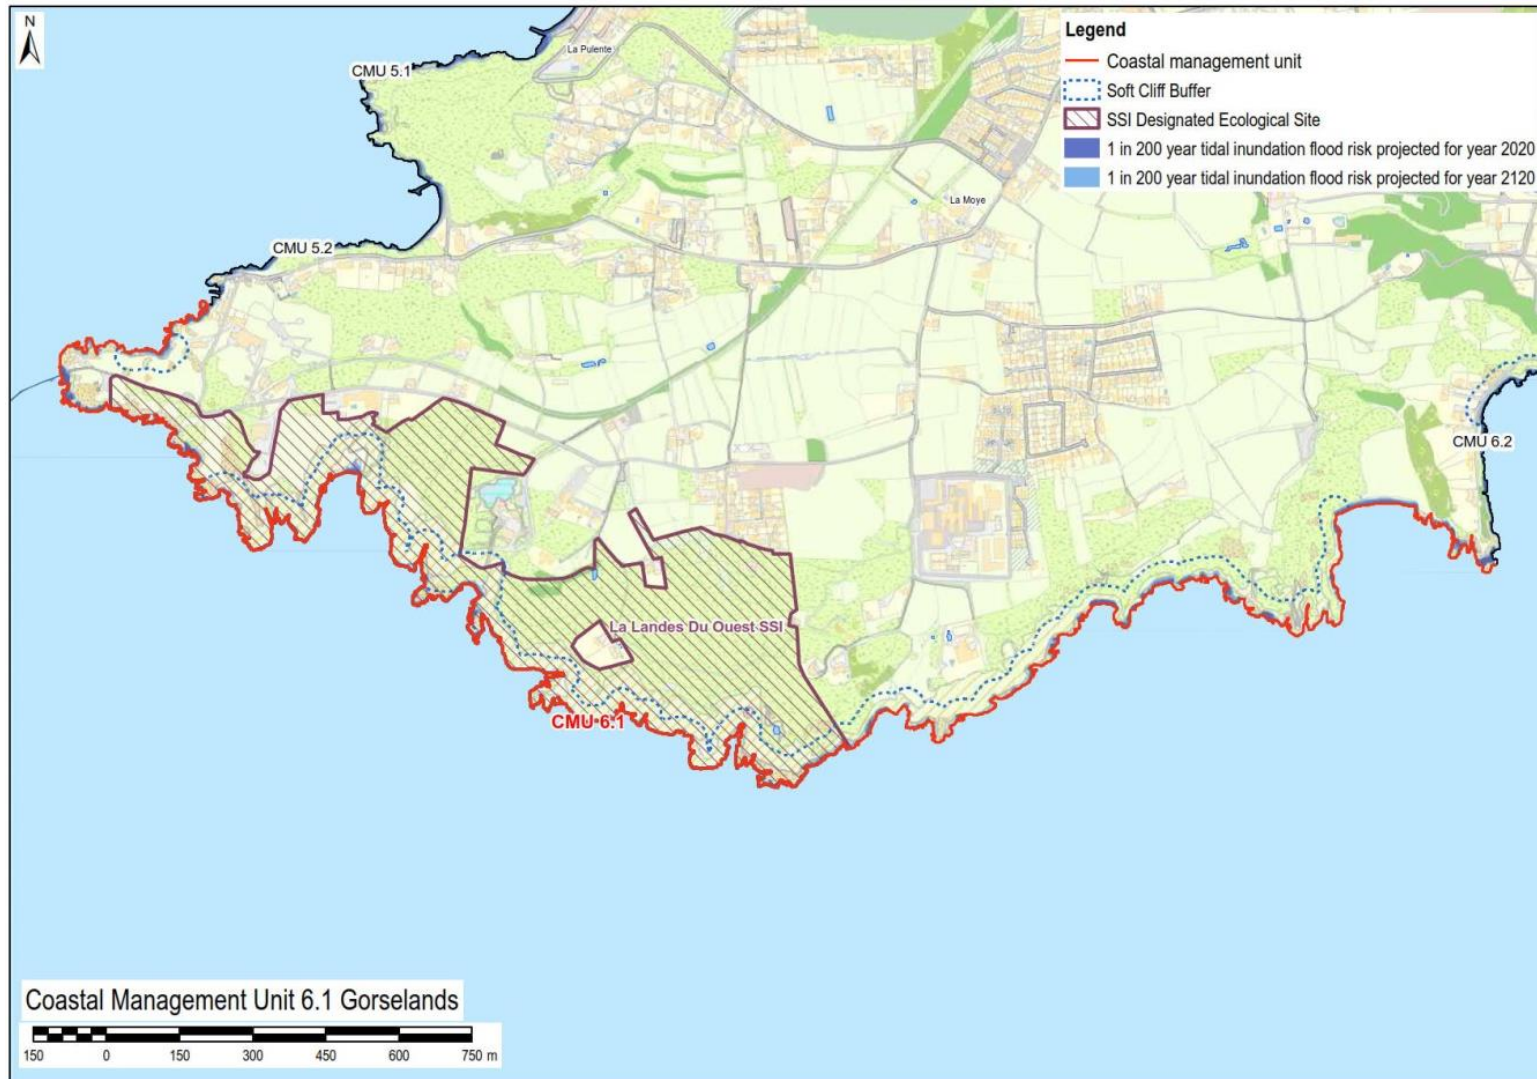 N
CMU 5.1
La Pulente
Legend
Coastal management unit
Soft Cliff Buffer
SSI Designated Ecological Site
1 in 200 year tidal inundation flood risk projected for year 2020
1 in 200 year tidal inundation flood risk projected for year 2120
La Moye
CMU 5.2
CMU 6.2
La Landes Du Ouest SSI
CMU 6.1
Coastal Management Unit 6.1 Gorselands
150 0 150 300 450 600 750 m